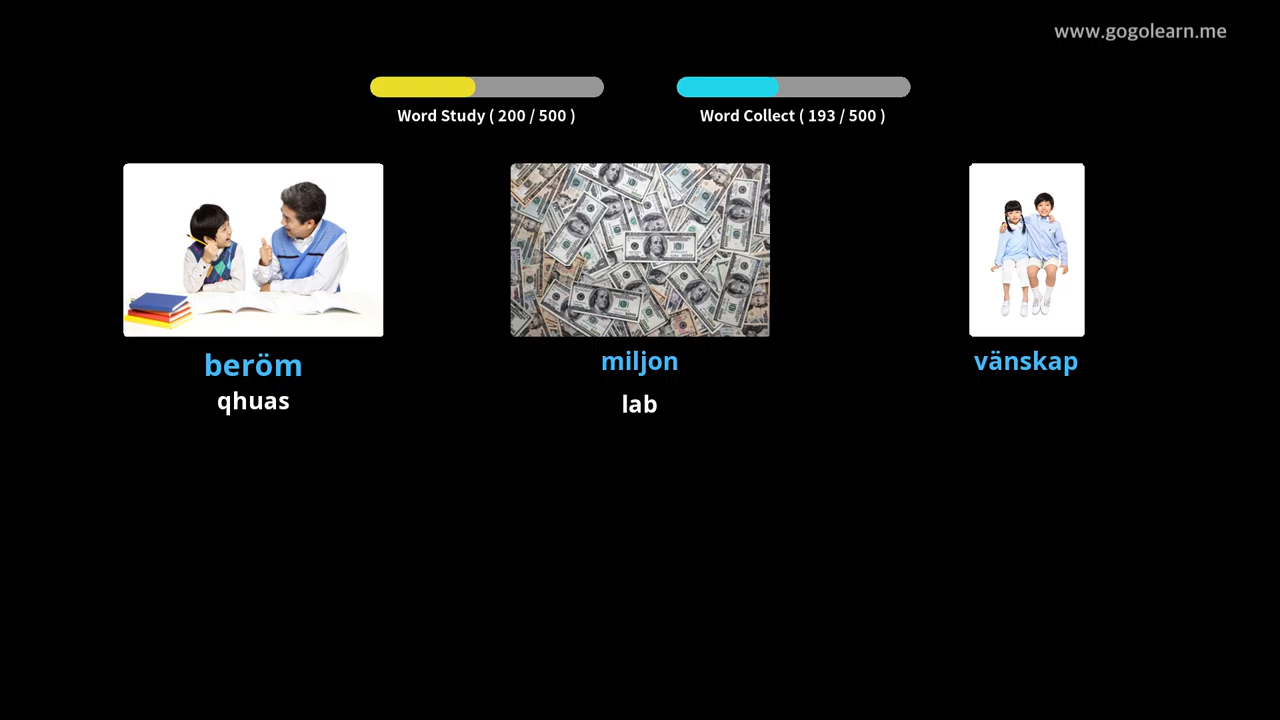 www.gogolearn.me
Word Study ( 200 / 500 )
Word Collect ( 193 / 500 )
beröm
qhuas
miljon
lab
vänskap